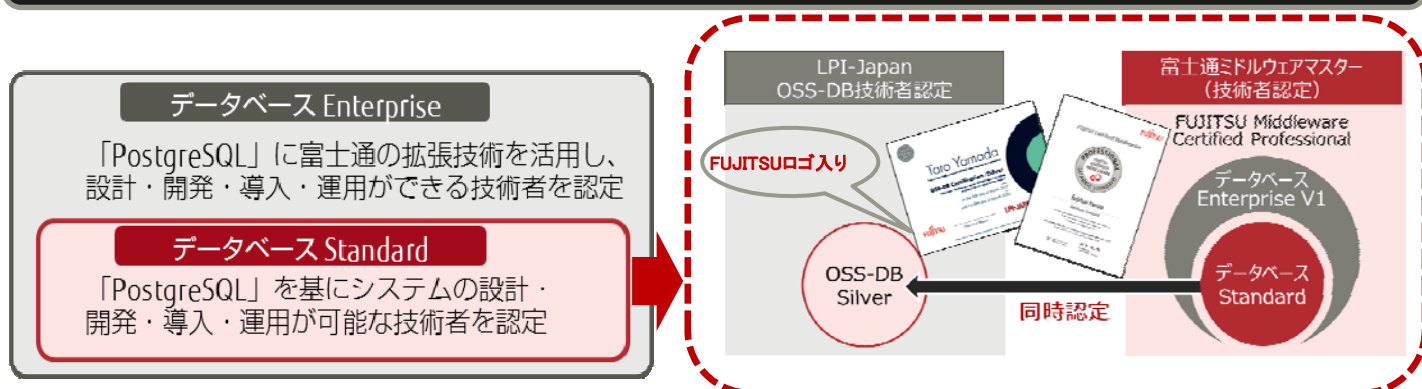 データベース Enterprise
「PostgreSQL」に富士通の拡張技術を活用し、
設計・開発・導入・運用ができる技術者を認定
データベース Standard
「PostgreSQL」を基にシステムの設計・
開発・導入・運用が可能な技術者を認定
LPI-Japan
OSS-DB技術者認定
富士通ミドルウェアマスター
(技術者認定)
FUJITSU Middleware
Certified Professional
FUJITSUロゴ入り
Taro Yamada
データベース
Enterprise V1
OSS-DB
Silver
データベース
Standard
同時認定